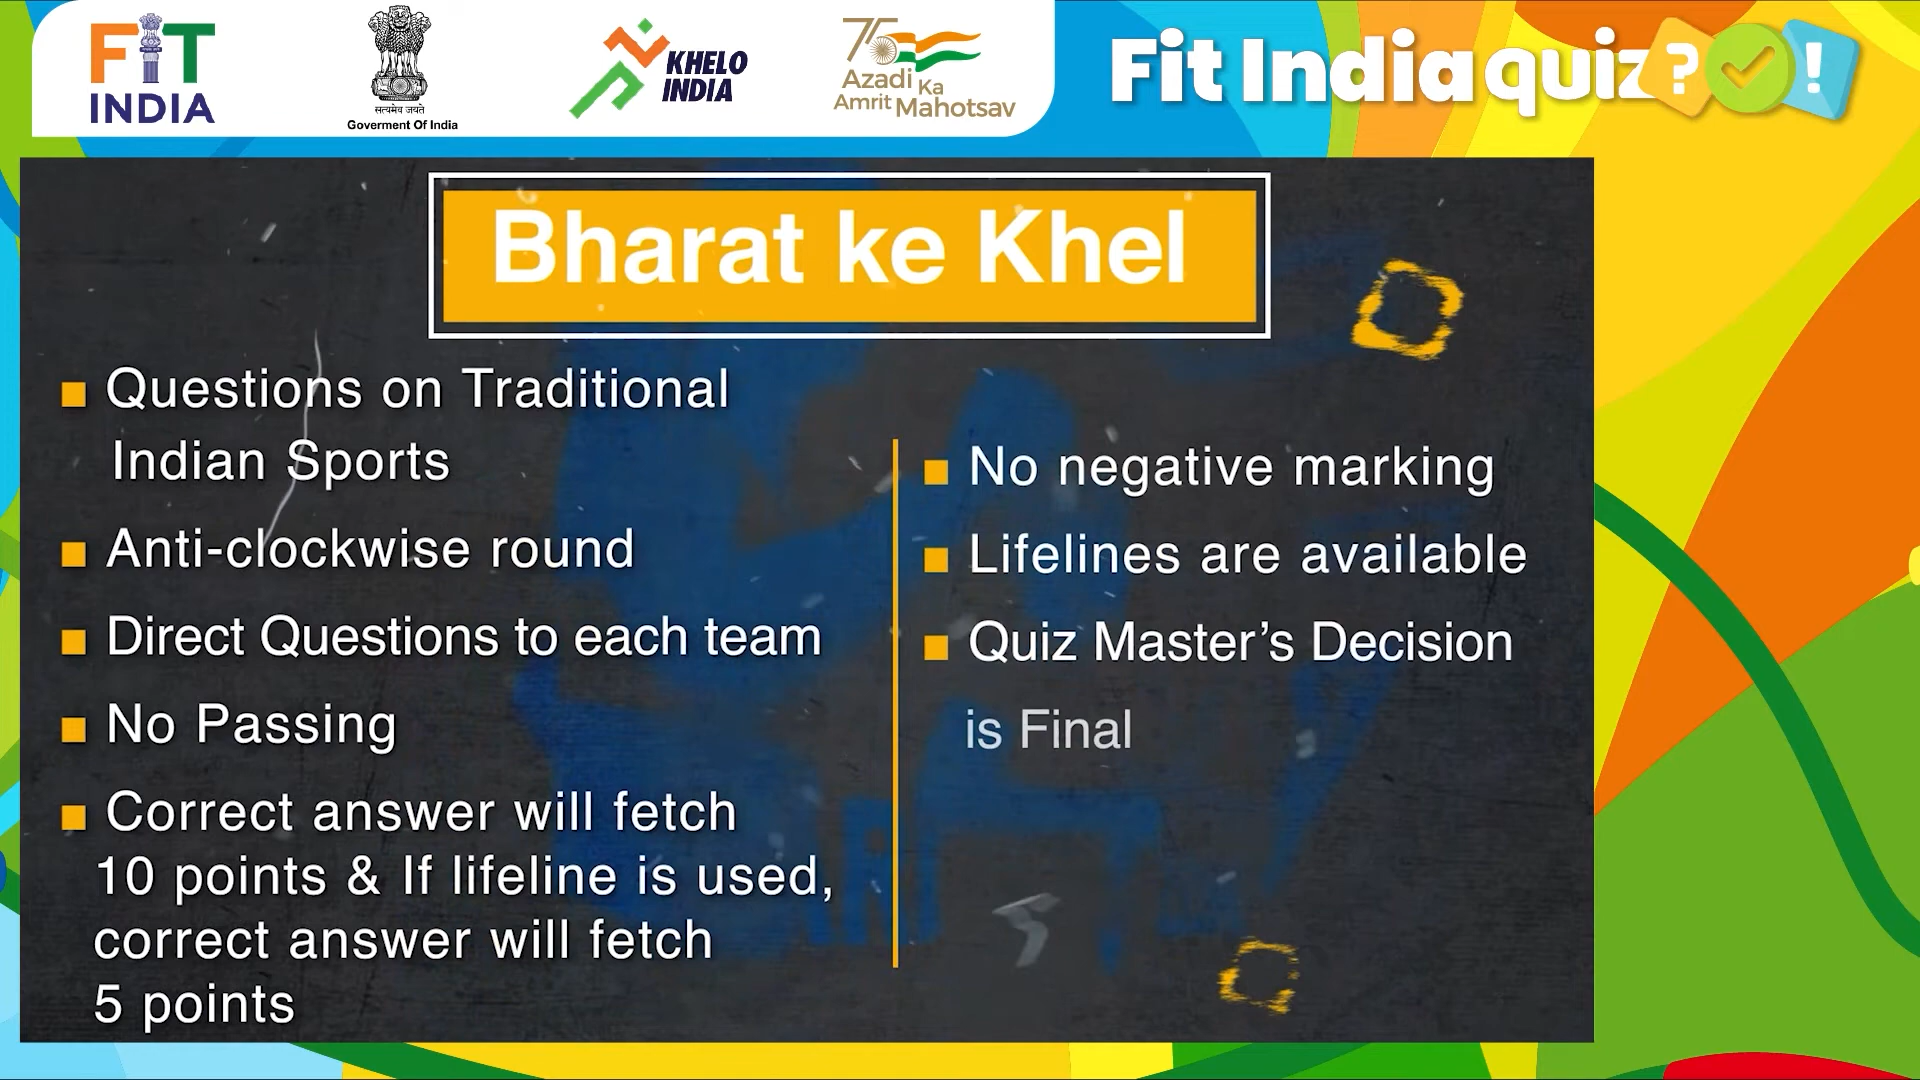 FIT
INDIA
सत्यमेव जयते
Goverment Of India
KHELO
INDIA
75
Azadi Ka
Amrit Mahotsav
Fit India quiz?!
Bharat ke Khel
Questions on Traditional
Indian Sports
Anti-clockwise round
Direct Questions to each team
No Passing
Correct answer will fetch
10 points & If lifeline is used,
correct answer will fetch
5 points
No negative marking
Lifelines are available
Quiz Master’s Decision
is Final